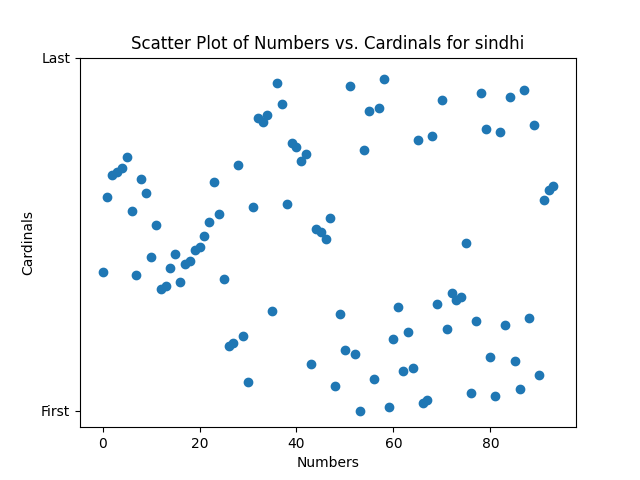 Scatter Plot of Numbers vs. Cardinals for sindhi
Last
Cardinals
First
0 20 40 60 80
Numbers